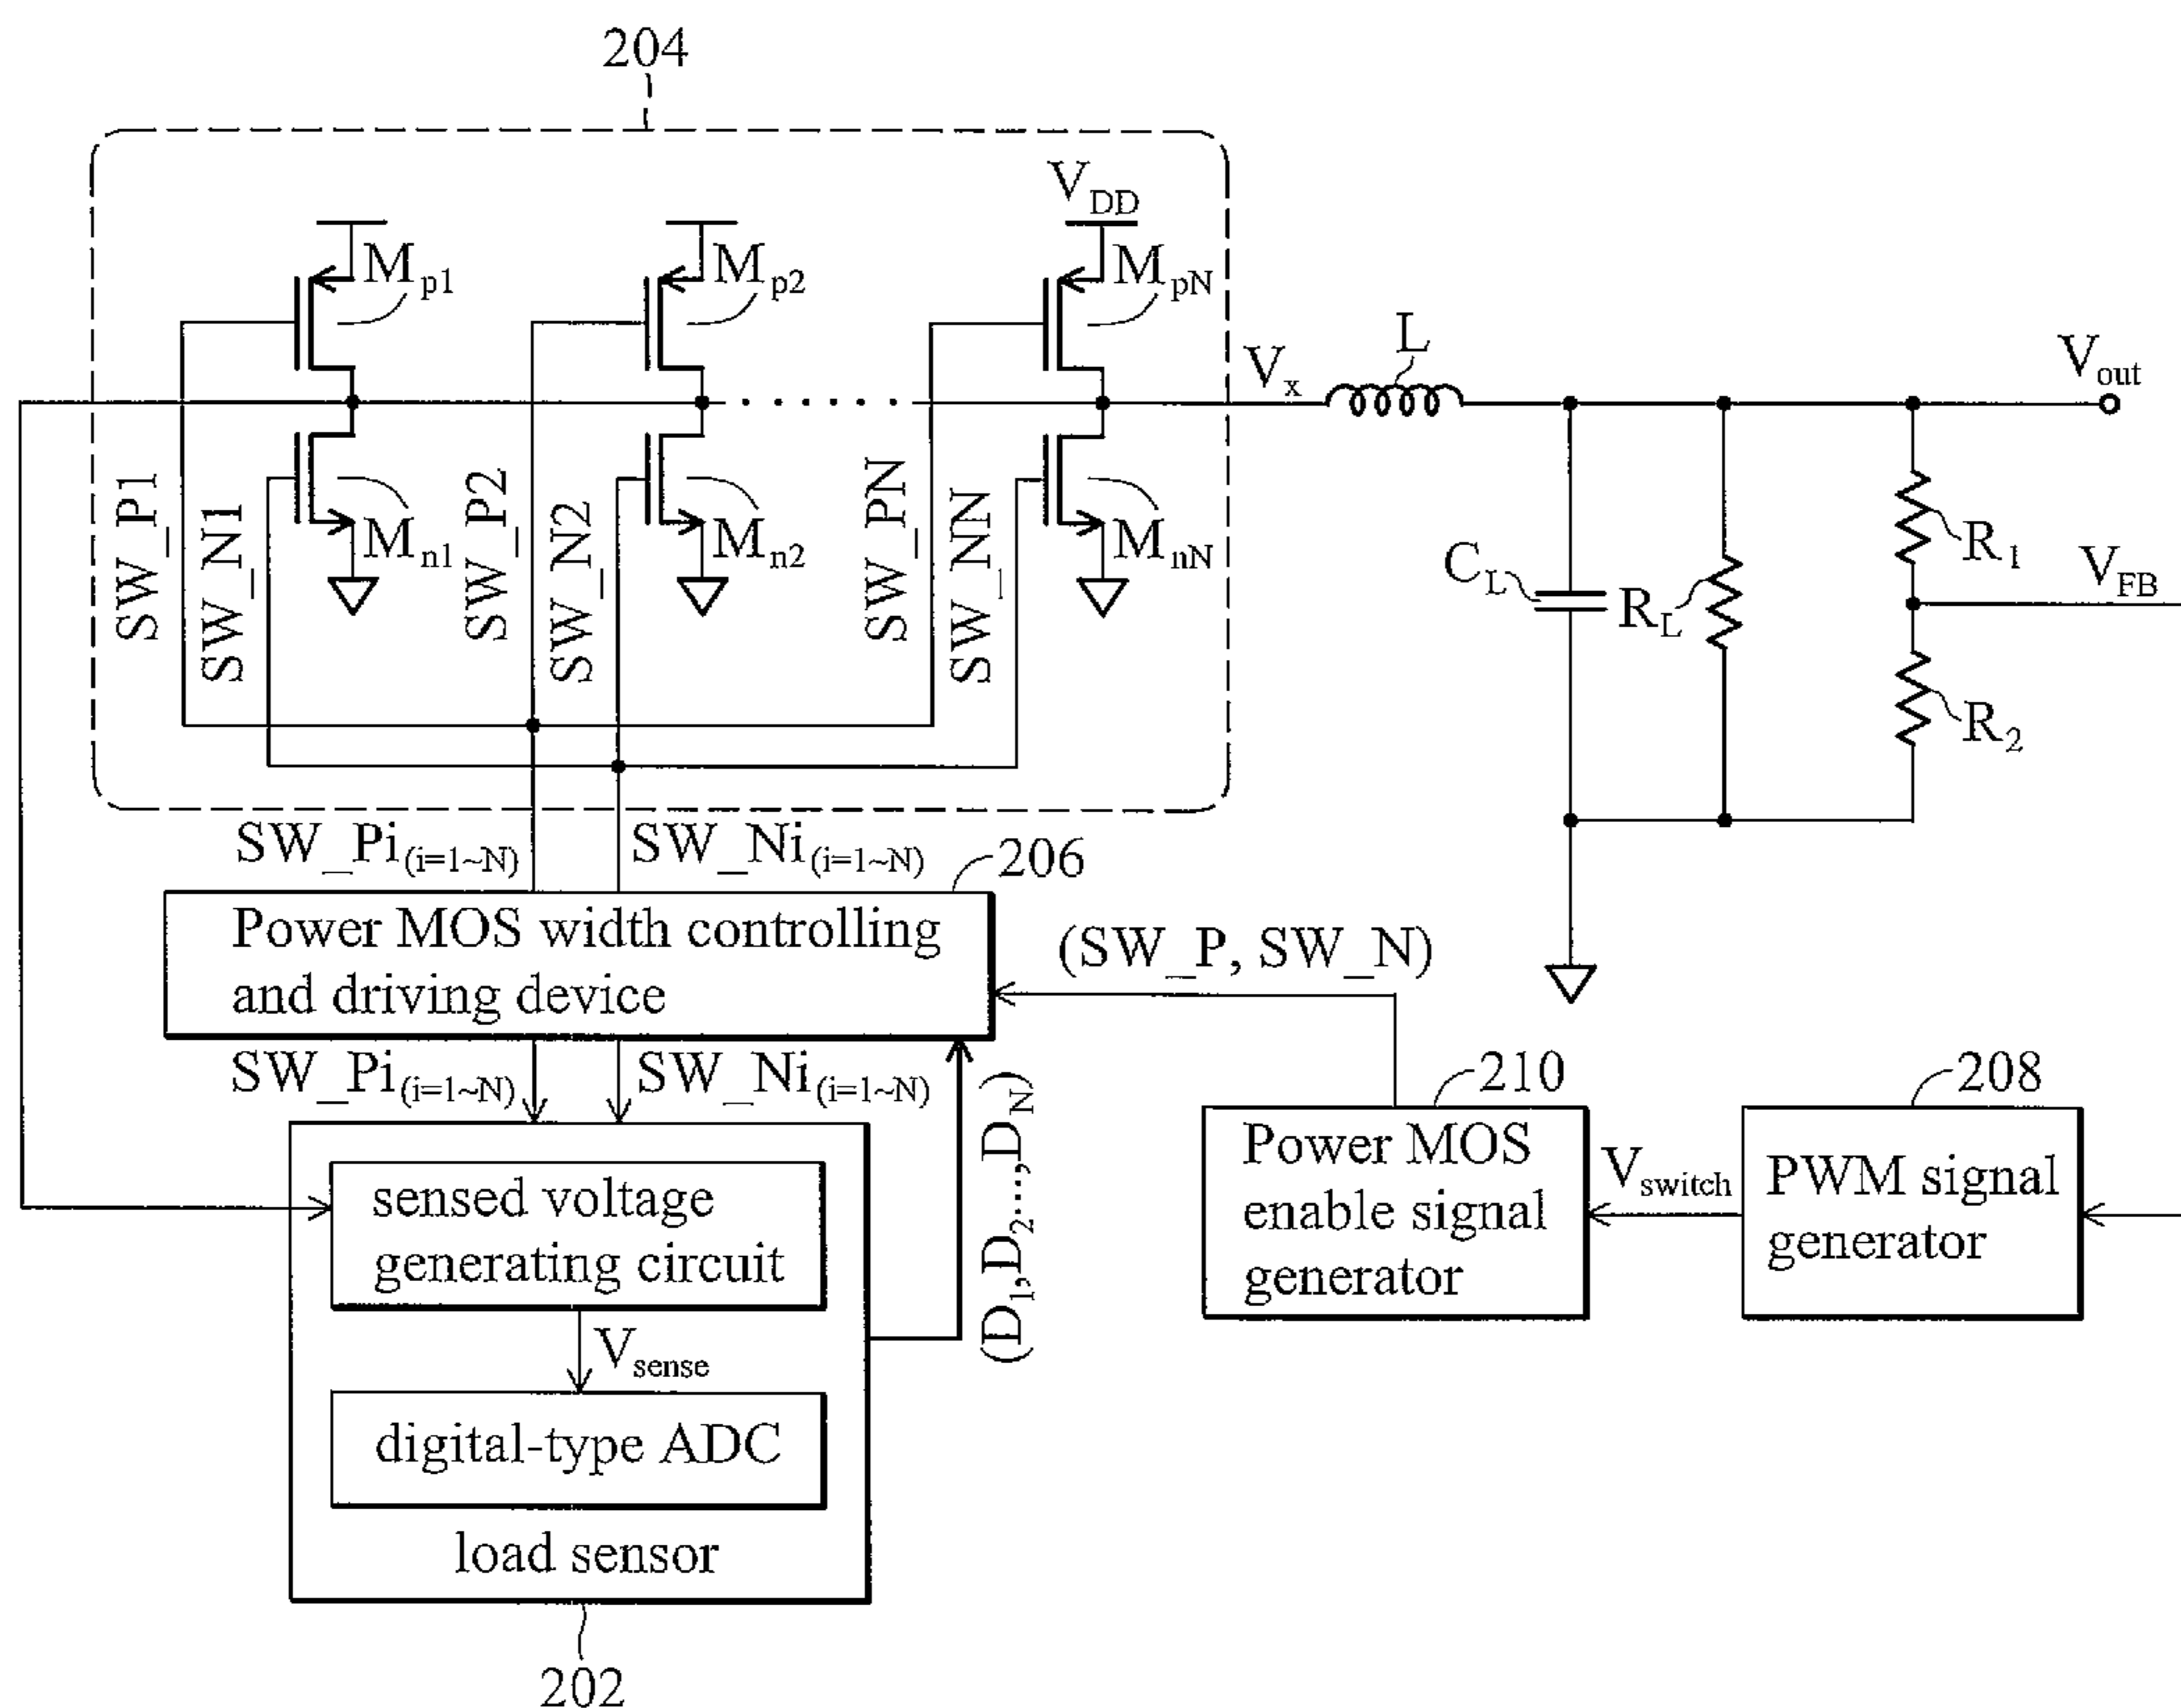 204
V_DD
M_p1
M_p2
M_pN
V_x
L
V_out
SW_P1
SW_N1
SW_P2
SW_N2
SW_PN
SW_NN
M_n1
M_n2
M_nN
C_L
R_L
R_1
V_FB
R_2
SW_Pi(i=1~N)
SW_Ni(i=1~N)
206
Power MOS width controlling
and driving device
(SW_P, SW_N)
SW_Pi(i=1~N)
SW_Ni(i=1~N)
(D_1,D_2...,D_N)
210
208
Power MOS
enable signal
generator
V_switch
PWM signal
generator
sensed voltage
generating circuit
V_sense
digital-type ADC
load sensor
202